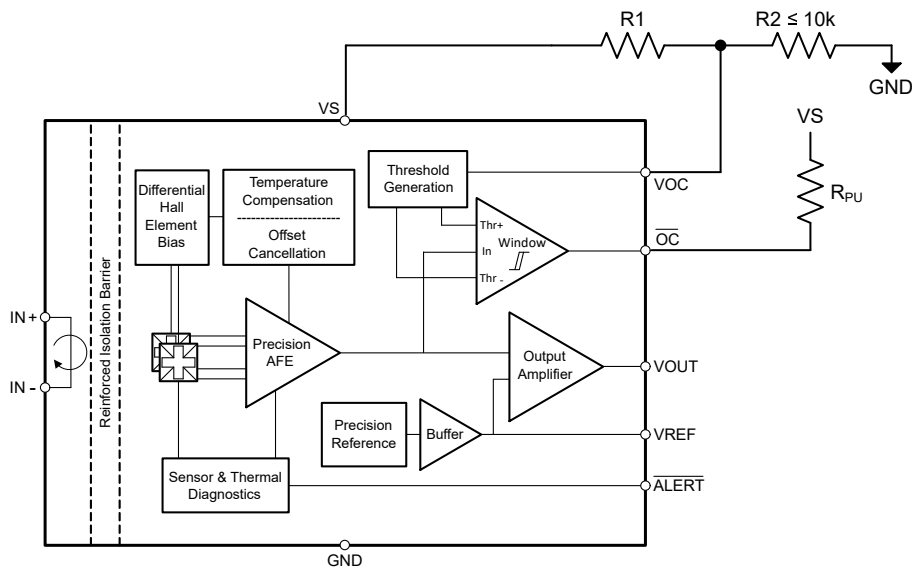 R1
R2 ≤ 10k
GND
VS
VS
R_PU
Differential
Hall
Element
Bias
Temperature
Compensation
Offset
Cancellation
Threshold
Generation
VOC
Thr+
In
Window
Thr -
OC
Reinforced Isolation Barrier
IN +
IN -
Precision
AFE
Output
Amplifier
VOUT
Precision
Reference
Buffer
VREF
Sensor & Thermal
Diagnostics
ALERT
GND